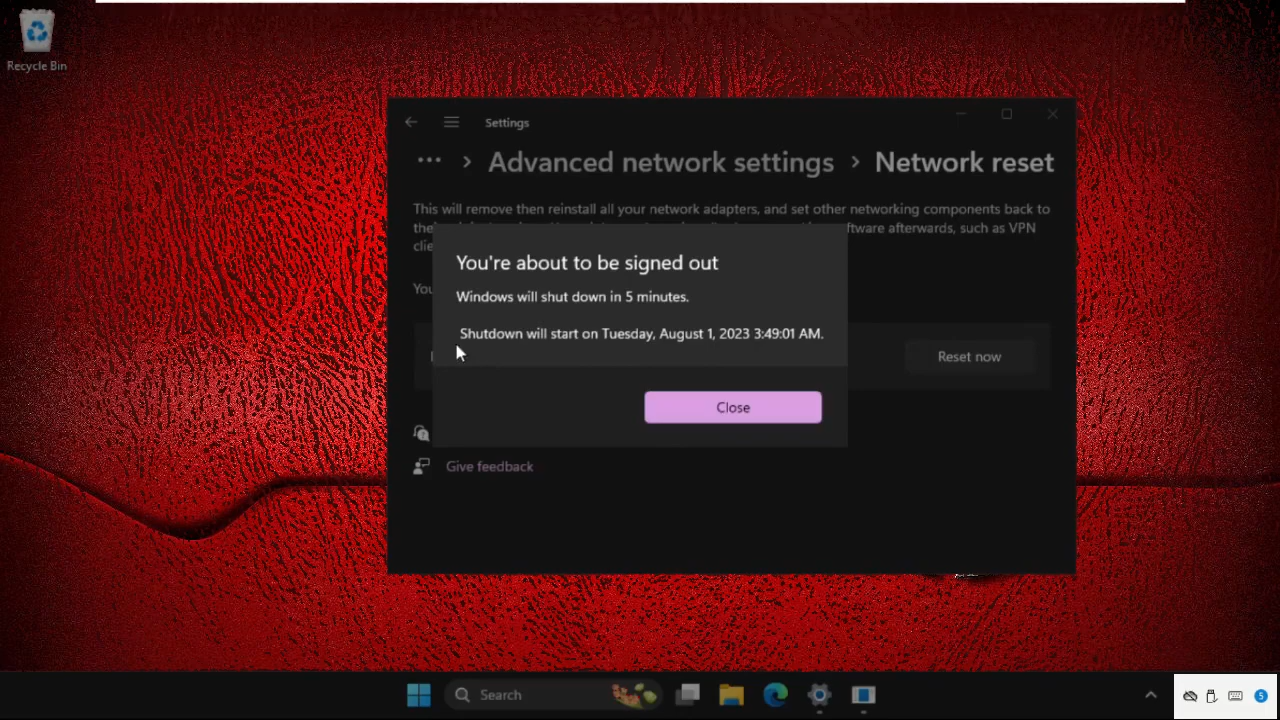 Recycle Bin
Settings
··· > Advanced network settings > Network reset
This will remove then reinstall all your network adapters, and set other networking components back to
the software afterwards, such as VPN
You're about to be signed out
Windows will shut down in 5 minutes.
Shutdown will start on Tuesday, August 1, 2023 3:49:01 AM.
Reset now
Close
Give feedback
Search
5